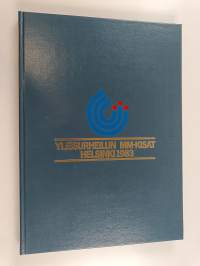 YLEISURHEILUN MM-KISAT
HELSINKI 1983